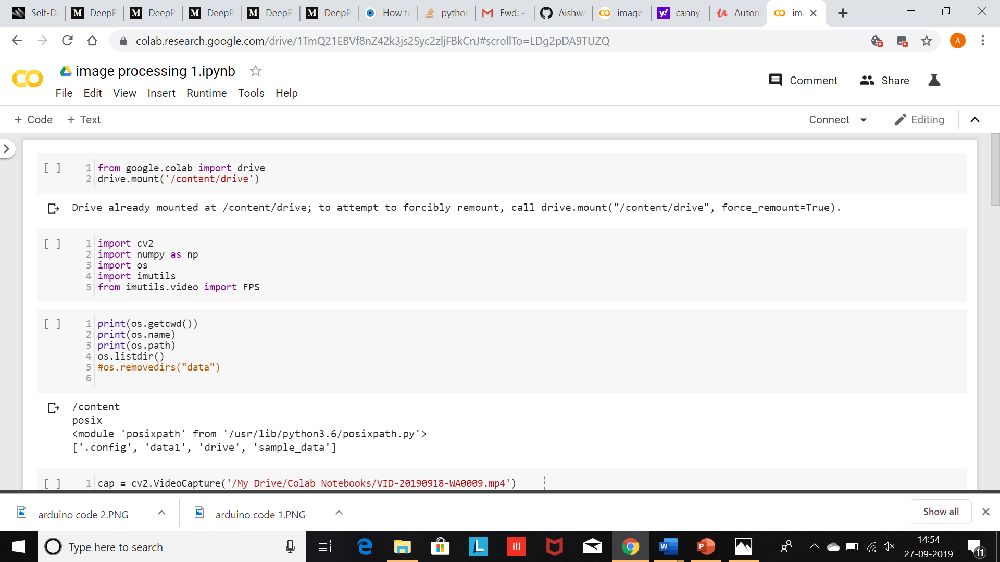 Self-D
DeepP
DeepP
DeepP
DeepP
DeepP
How to
python
Fwd: -
Aishwa
image
canny
Auton
im
colab.research.google.com/drive/1TmQ21EBVf8nZ42k3js2Syc2zljFBkCnJ#scrollTo=LDg2pDA9TUZQ
A
image processing 1.ipynb
File Edit View Insert Runtime Tools Help
Comment
Share
+ Code + Text
Connect
Editing
[ ]
1 from google.colab import drive
2 drive.mount('/content/drive')
Drive already mounted at /content/drive; to attempt to forcibly remount, call drive.mount("/content/drive", force_remount=True).
[ ]
1 import cv2
2 import numpy as np
3 import os
4 import imutils
5 from imutils.video import FPS
[ ]
1 print(os.getcwd())
2 print(os.name)
3 print(os.path)
4 os.listdir()
5 #os.removedirs("data")
6
/content
posix
<module 'posixpath' from '/usr/lib/python3.6/posixpath.py'>
['.config', 'data1', 'drive', 'sample_data']
[ ]
1 cap = cv2.VideoCapture('/My Drive/Colab Notebooks/VID-20190918-WA0009.mp4')
arduino code 2.PNG
arduino code 1.PNG
Show all
Type here to search
14:54
27-09-2019
11